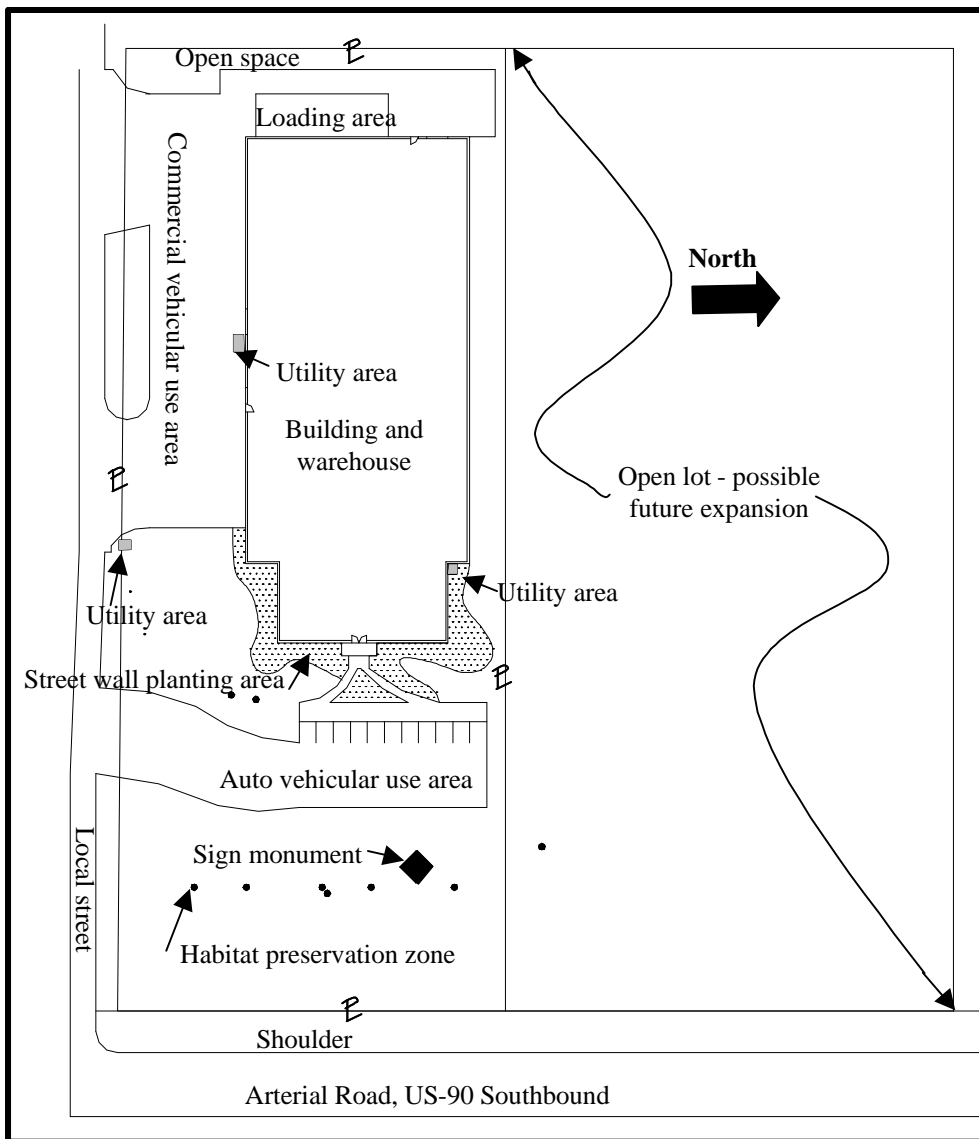 Open space
Loading area
Commercial vehicular use area
North
Utility area
Building and
warehouse
Open lot - possible
future expansion
Utility area
Utility area
Street wall planting area
Auto vehicular use area
Sign monument
Local street
Habitat preservation zone
Shoulder
Arterial Road, US-90 Southbound